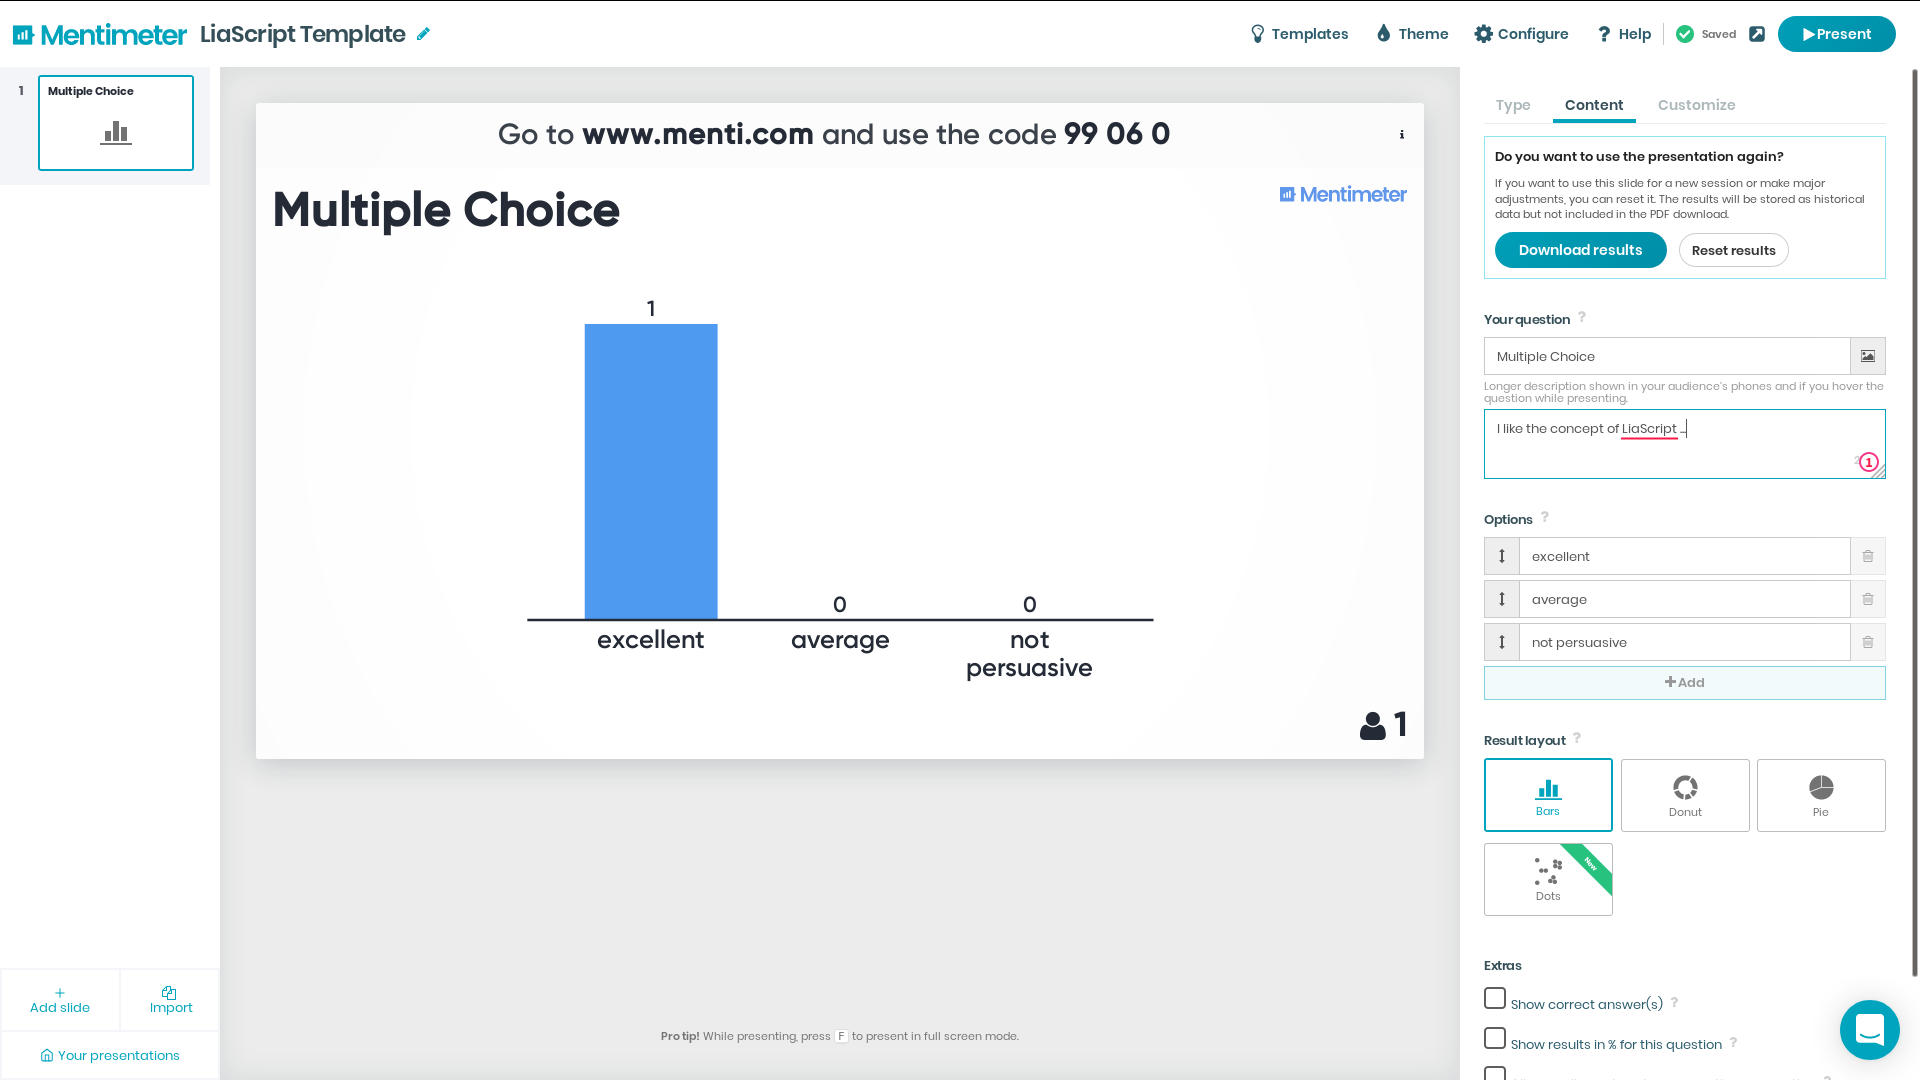 Mentimeter LiaScript Template
Templates Theme Configure ? Help Saved Present
1 Multiple Choice
Go to www.menti.com and use the code 99 06 0
i
Multiple Choice
Mentimeter
1
0
0
excellent
average
not
persuasive
1
Pro tip! While presenting, press F to present in full screen mode.
+
Add slide
Import
Your presentations
Type Content Customize
Do you want to use the presentation again?
If you want to use this slide for a new session or make major
adjustments, you can reset it. The results will be stored as historical
data but not included in the PDF download.
Download results Reset results
Your question ?
Multiple Choice
Longer description shown in your audience's phones and if you hover the
question while presenting.
I like the concept of LiaScript ...
1
Options ?
excellent
average
not persuasive
+Add
Result layout ?
Bars
Donut
Pie
New
Dots
Extras
Show correct answer(s) ?
Show results in % for this question ?